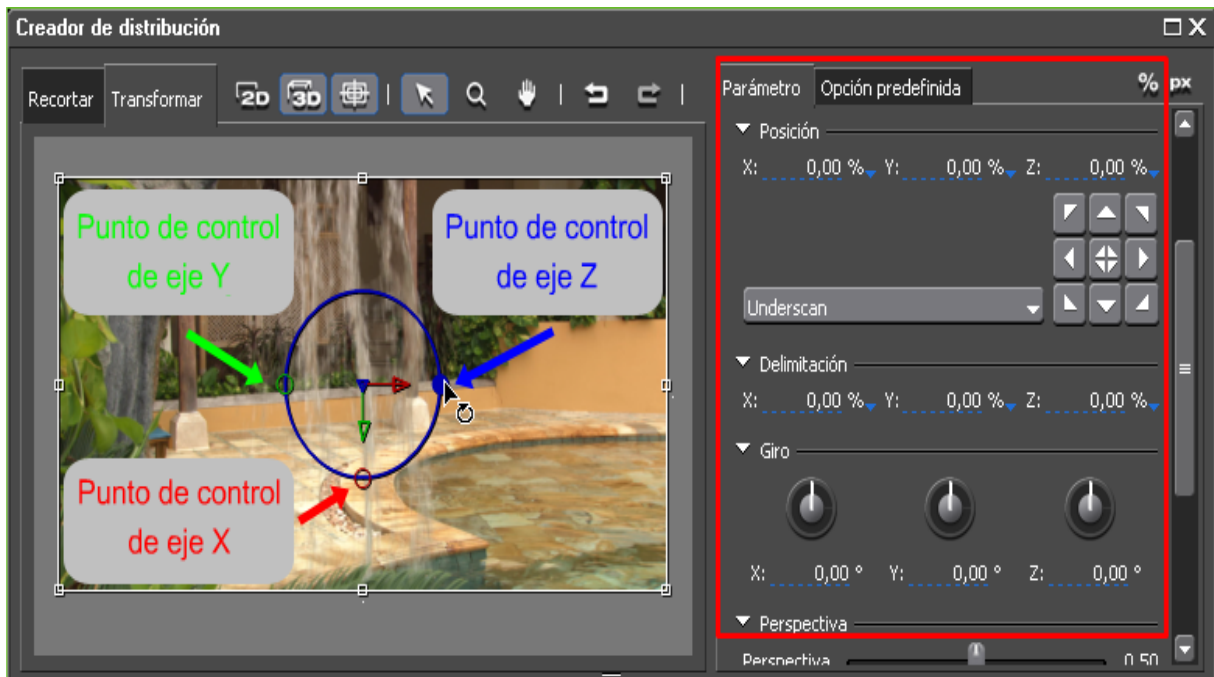 Creador de distribución
Recortar Transformar 2D 3D
Punto de control
de eje Y
Punto de control
de eje Z
Punto de control
de eje X
Parámetro Opción predefinida % px
Posición
X: 0,00 % Y: 0,00 % Z: 0,00 %
Underscan
Delimitación
X: 0,00 % Y: 0,00 % Z: 0,00 %
Giro
X: 0,00 ° Y: 0,00 ° Z: 0,00 °
Perspectiva
Perspectiva 0,50